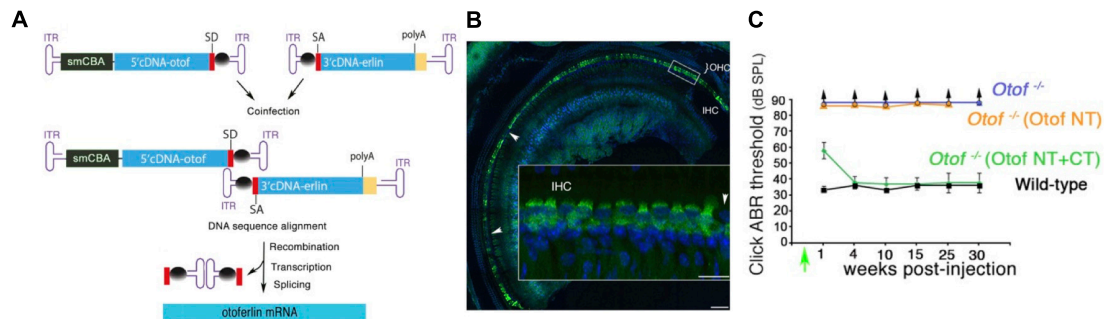 A
ITR
SD
ITR
smCBA
5'cDNA-otof
ITR
SA
polyA
ITR
3'cDNA-erlin
Coinfection
ITR
SD
ITR
smCBA
5'cDNA-otof
ITR
polyA
ITR
3'cDNA-erlin
SA
DNA sequence alignment
Recombination
Transcription
Splicing
otoferlin mRNA
B
}OHC
IHC
IHC
C
Click ABR threshold (dB SPL)
90
80
70
60
50
40
30
20
10
0
1 4 10 15 25 30
weeks post-injection
Otof -/-
Otof -/- (Otof NT)
Otof -/- (Otof NT+CT)
Wild-type